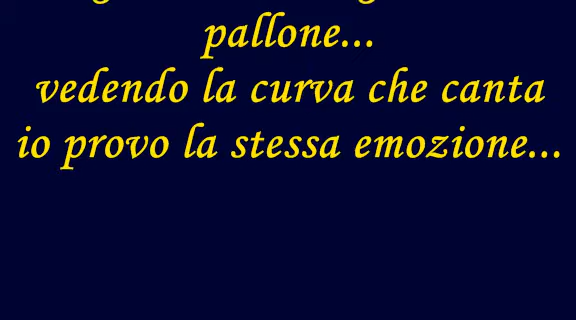 pallone...
vedendo la curva che canta
io provo la stessa emozione...